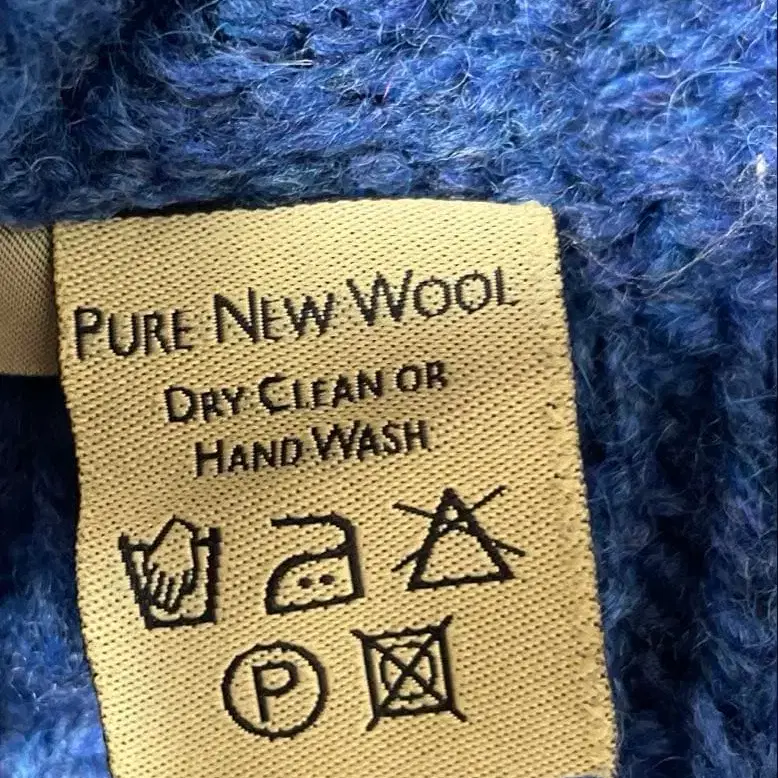 PURE NEW WOOL
DRY CLEAN OR
HAND WASH
P